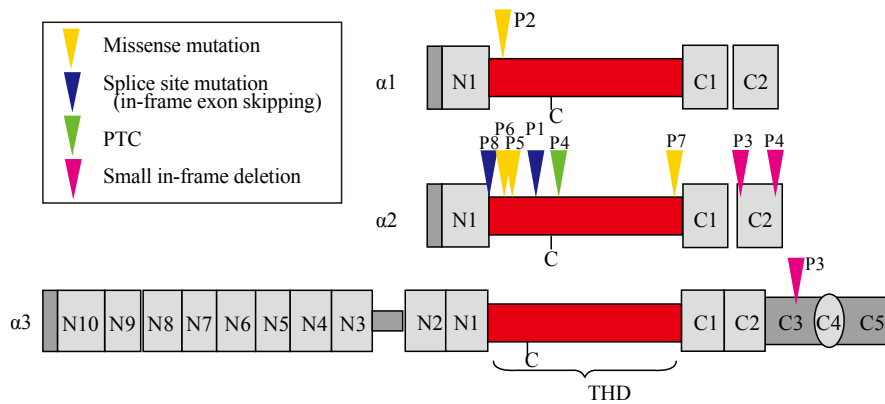 Missense mutation
Splice site mutation
(in-frame exon skipping)
PTC
Small in-frame deletion
P2
α1 N1 C1 C2
C
P6
P8 P5 P1 P4 P7 P3 P4
α2 N1 C1 C2
C
P3
α3 N10 N9 N8 N7 N6 N5 N4 N3 N2 N1 C1 C2 C3 C4 C5
C
THD